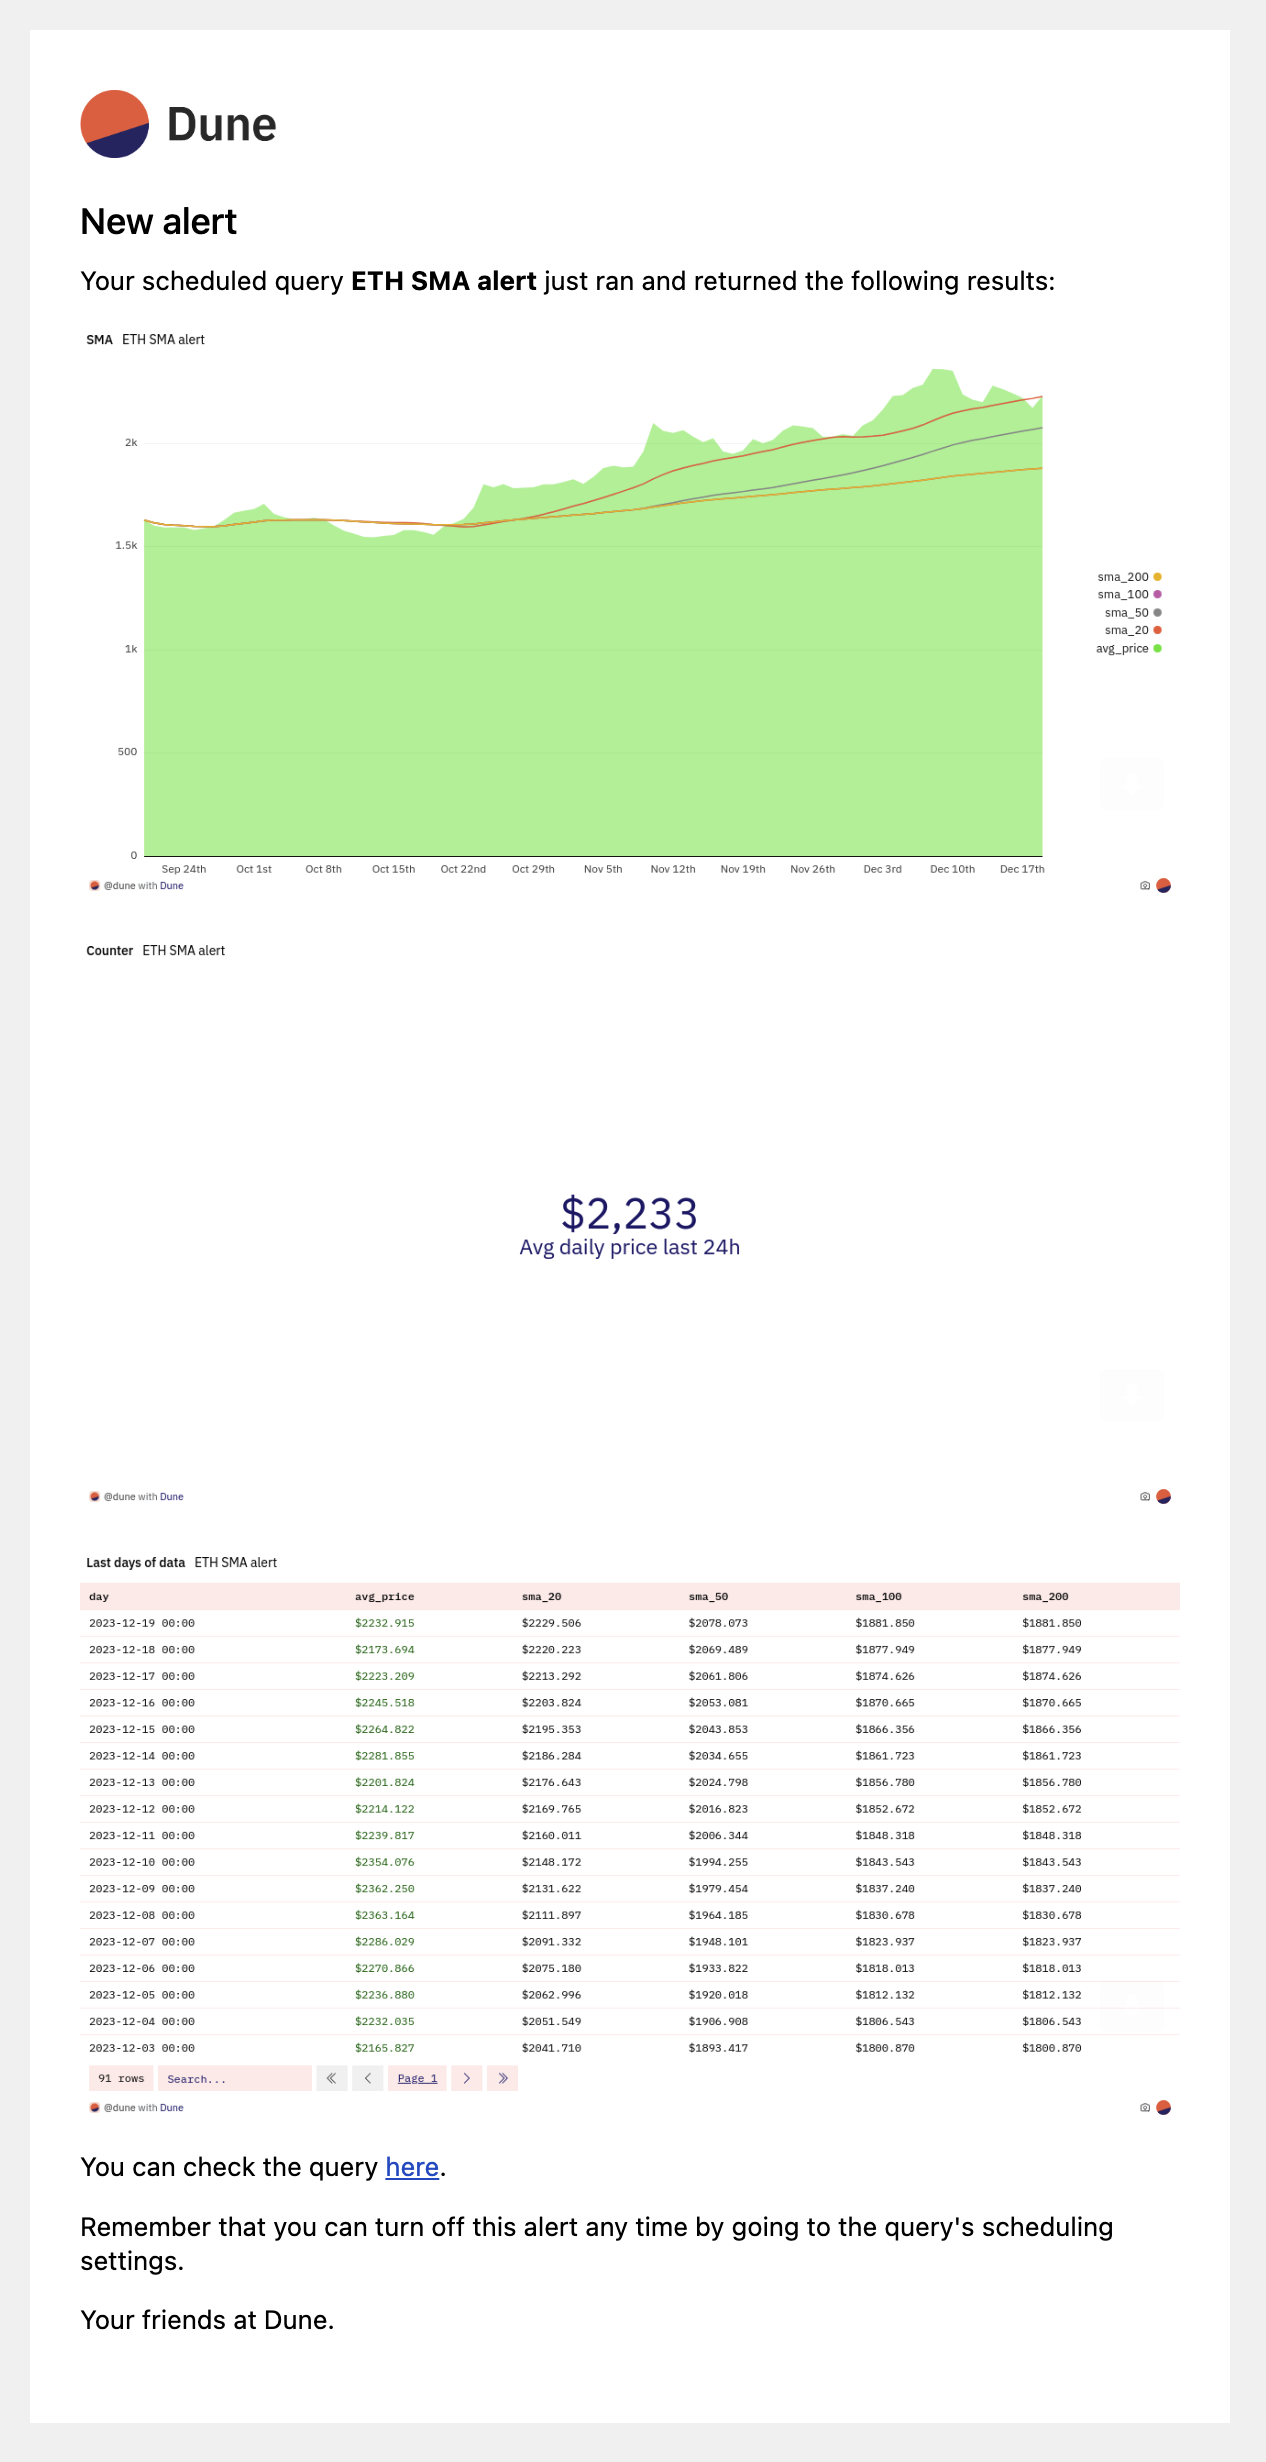 Dune
New alert
Your scheduled query ETH SMA alert just ran and returned the following results:
SMA ETH SMA alert
2k
1.5k
1k
500
0
sma_200
sma_100
sma_50
sma_20
avg_price
Sep 24th Oct 1st Oct 8th Oct 15th Oct 22nd Oct 29th Nov 5th Nov 12th Nov 19th Nov 26th Dec 3rd Dec 10th Dec 17th
@dune with Dune
Counter ETH SMA alert
$2,233
Avg daily price last 24h
@dune with Dune
Last days of data ETH SMA alert
day avg_price sma_20 sma_50 sma_100 sma_200
2023-12-19 00:00 $2232.915 $2229.506 $2078.073 $1881.850 $1881.850
2023-12-18 00:00 $2173.694 $2220.223 $2069.489 $1877.949 $1877.949
2023-12-17 00:00 $2223.209 $2213.292 $2061.806 $1874.626 $1874.626
2023-12-16 00:00 $2245.518 $2203.824 $2053.081 $1870.665 $1870.665
2023-12-15 00:00 $2264.822 $2195.353 $2043.853 $1866.356 $1866.356
2023-12-14 00:00 $2281.855 $2186.284 $2034.655 $1861.723 $1861.723
2023-12-13 00:00 $2201.824 $2176.643 $2024.798 $1856.780 $1856.780
2023-12-12 00:00 $2214.122 $2169.765 $2016.823 $1852.672 $1852.672
2023-12-11 00:00 $2239.817 $2160.011 $2006.344 $1848.318 $1848.318
2023-12-10 00:00 $2354.076 $2148.172 $1994.255 $1843.543 $1843.543
2023-12-09 00:00 $2362.250 $2131.622 $1979.454 $1837.240 $1837.240
2023-12-08 00:00 $2363.164 $2111.897 $1964.185 $1830.678 $1830.678
2023-12-07 00:00 $2286.029 $2091.332 $1948.101 $1823.937 $1823.937
2023-12-06 00:00 $2270.866 $2075.180 $1933.822 $1818.013 $1818.013
2023-12-05 00:00 $2236.880 $2062.996 $1920.018 $1812.132 $1812.132
2023-12-04 00:00 $2232.035 $2051.549 $1906.908 $1806.543 $1806.543
2023-12-03 00:00 $2165.827 $2041.710 $1893.417 $1800.870 $1800.870
91 rows Search... Page 1
@dune with Dune
You can check the query here.
Remember that you can turn off this alert any time by going to the query's scheduling
settings.
Your friends at Dune.